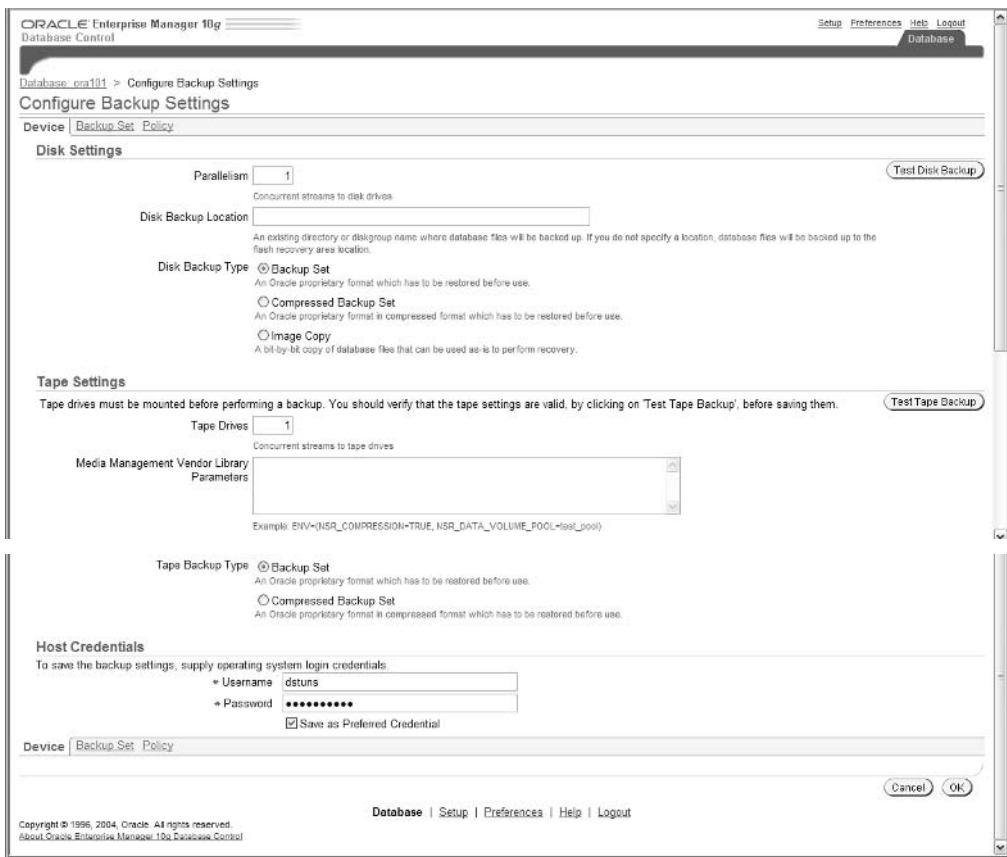 ORACLE Enterprise Manager 10g
Database Control
Setup Preferences Help Logout
Database
Database: ora101 > Configure Backup Settings
Configure Backup Settings
Device Backup Set Policy
Disk Settings
Test Disk Backup
Parallelism 1
Concurrent streams to disk drives
Disk Backup Location
An existing directory or diskgroup name where database files will be backed up. If you do not specify a location, database files will be backed up to the
flash recovery area location.
Disk Backup Type Backup Set
An Oracle proprietary format which has to be restored before use.
Compressed Backup Set
An Oracle proprietary format in compressed format which has to be restored before use.
Image Copy
A bit-by-bit copy of database files that can be used as-is to perform recovery.
Tape Settings
Tape drives must be mounted before performing a backup. You should verify that the tape settings are valid, by clicking on 'Test Tape Backup', before saving them.
Test Tape Backup
Tape Drives 1
Concurrent streams to tape drives
Media Management Vendor Library
Parameters
Example: ENV=(NSR_COMPRESSION=TRUE, NSR_DATA_VOLUME_POOL=test_pool)
Tape Backup Type Backup Set
An Oracle proprietary format which has to be restored before use.
Compressed Backup Set
An Oracle proprietary format in compressed format which has to be restored before use.
Host Credentials
To save the backup settings, supply operating system login credentials.
* Username dstuns
* Password ••••••••••
Save as Preferred Credential
Device Backup Set Policy
Cancel OK
Database | Setup | Preferences | Help | Logout
Copyright © 1996, 2004, Oracle. All rights reserved.
About Oracle Enterprise Manager 10g Database Control